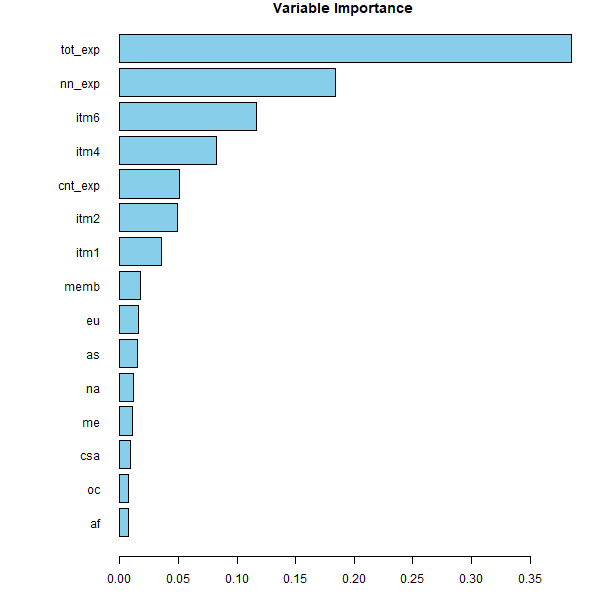 Variable Importance
tot_exp
nn_exp
itm6
itm4
cnt_exp
itm2
itm1
memb
eu
as
na
me
csa
oc
af
0.00 0.05 0.10 0.15 0.20 0.25 0.30 0.35